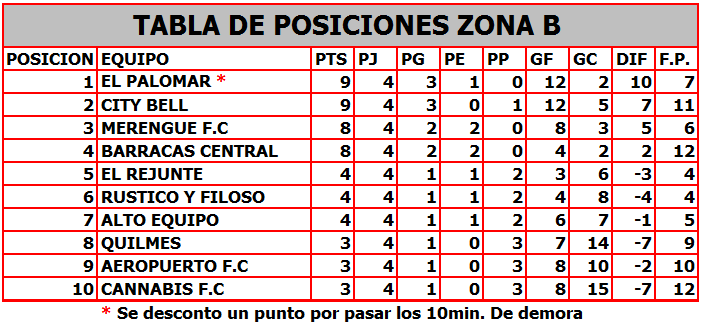 TABLA DE POSICIONES ZONA B
POSICION EQUIPO PTS PJ PG PE PP GF GC DIF F.P.
1 EL PALOMAR * 9 4 3 1 0 12 2 10 7
2 CITY BELL 9 4 3 0 1 12 5 7 11
3 MERENGUE F.C 8 4 2 2 0 8 3 5 6
4 BARRACAS CENTRAL 8 4 2 2 0 4 2 2 12
5 EL REJUNTE 4 4 1 1 2 3 6 -3 4
6 RUSTICO Y FILOSO 4 4 1 1 2 4 8 -4 4
7 ALTO EQUIPO 4 4 1 1 2 6 7 -1 5
8 QUILMES 3 4 1 0 3 7 14 -7 9
9 AEROPUERTO F.C 3 4 1 0 3 8 10 -2 10
10 CANNABIS F.C 3 4 1 0 3 8 15 -7 12
* Se desconto un punto por pasar los 10min. De demora